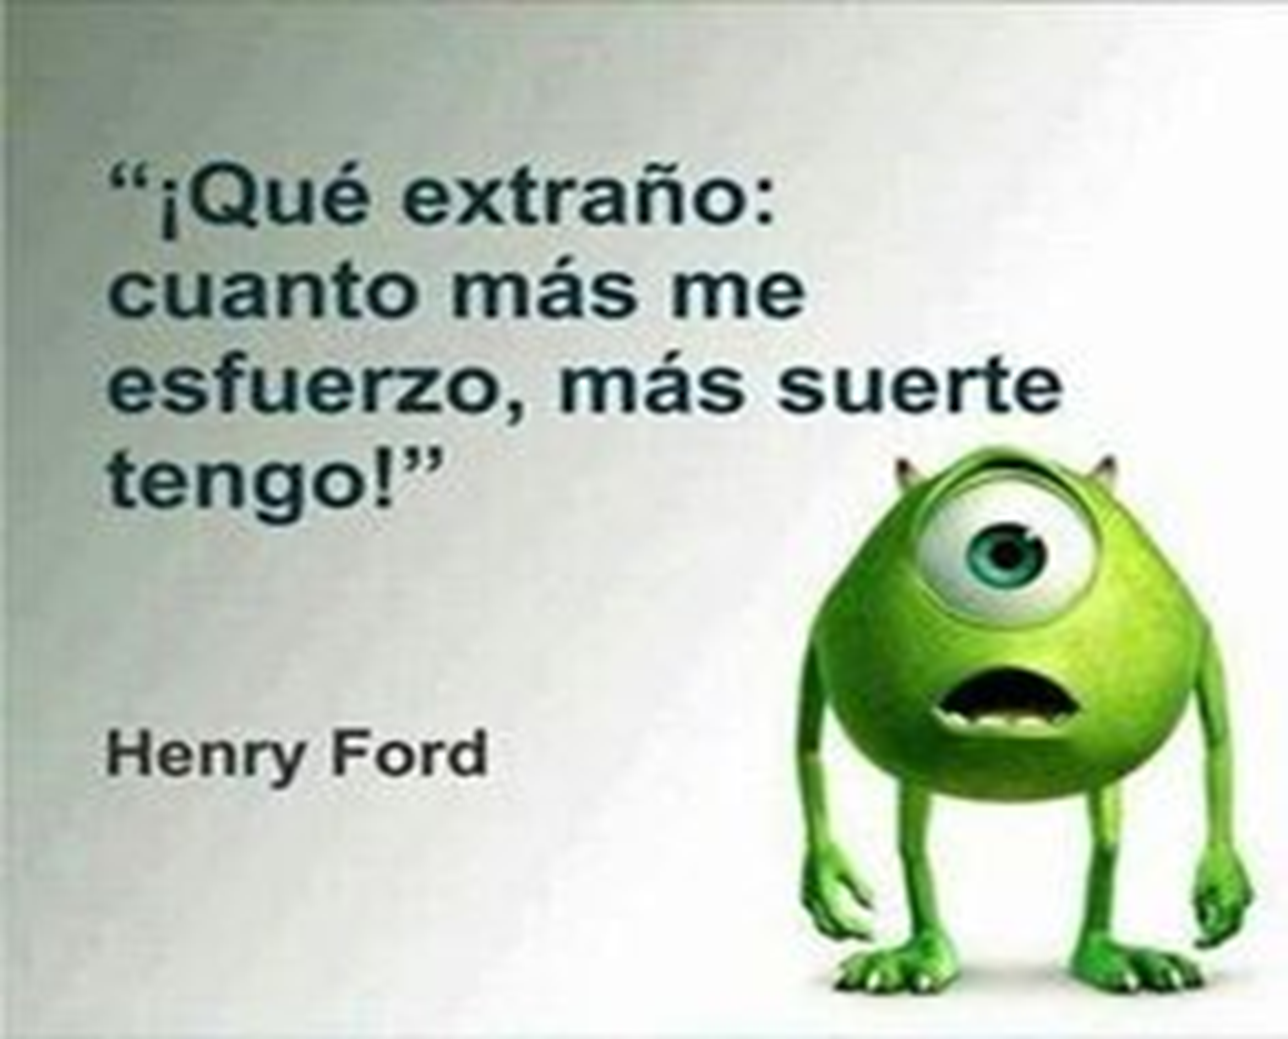 “¡Qué extraño:
cuanto más me
esfuerzo, más suerte
tengo!”
Henry Ford